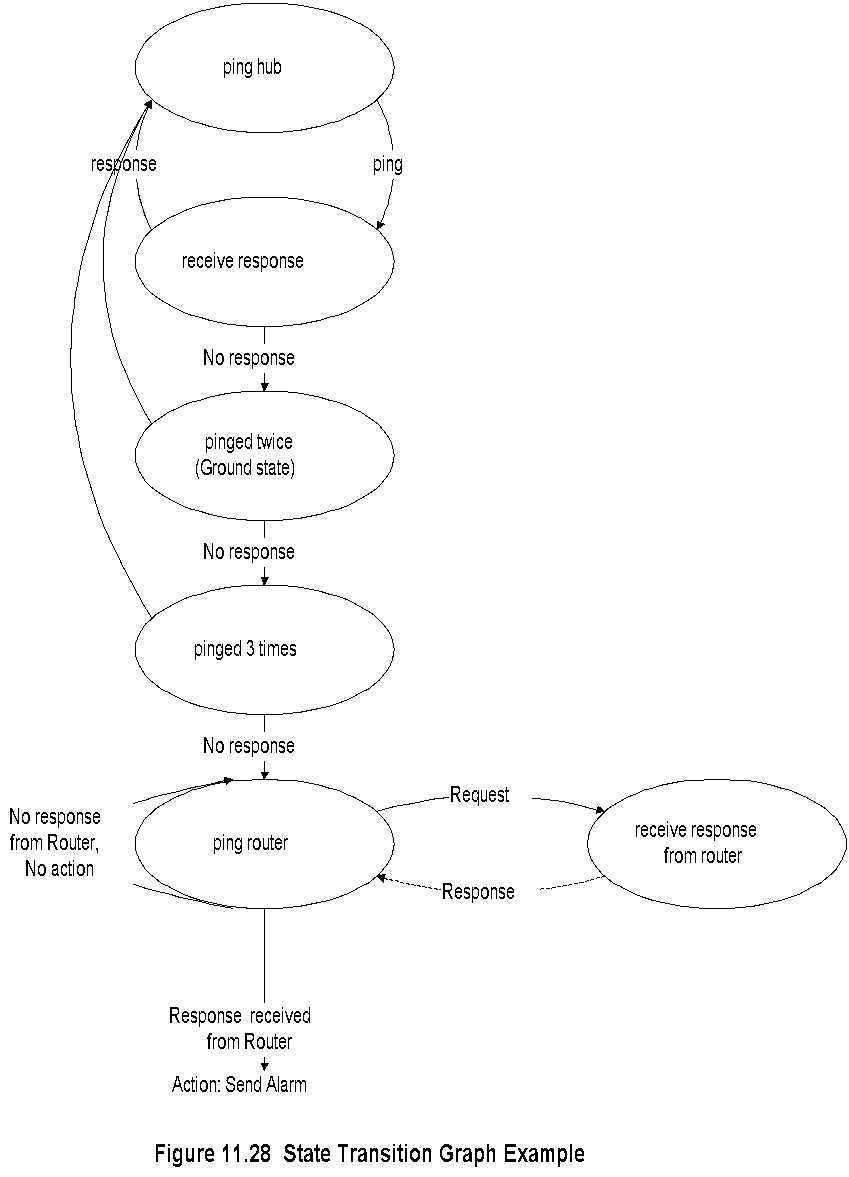 ping hub
response
ping
receive response
No response
pinged twice
(Ground state)
No response
pinged 3 times
No response
No response
from Router,
No action
ping router
Request
Response
receive response
from router
Response received
from Router
Action: Send Alarm
Figure 11.28 State Transition Graph Example